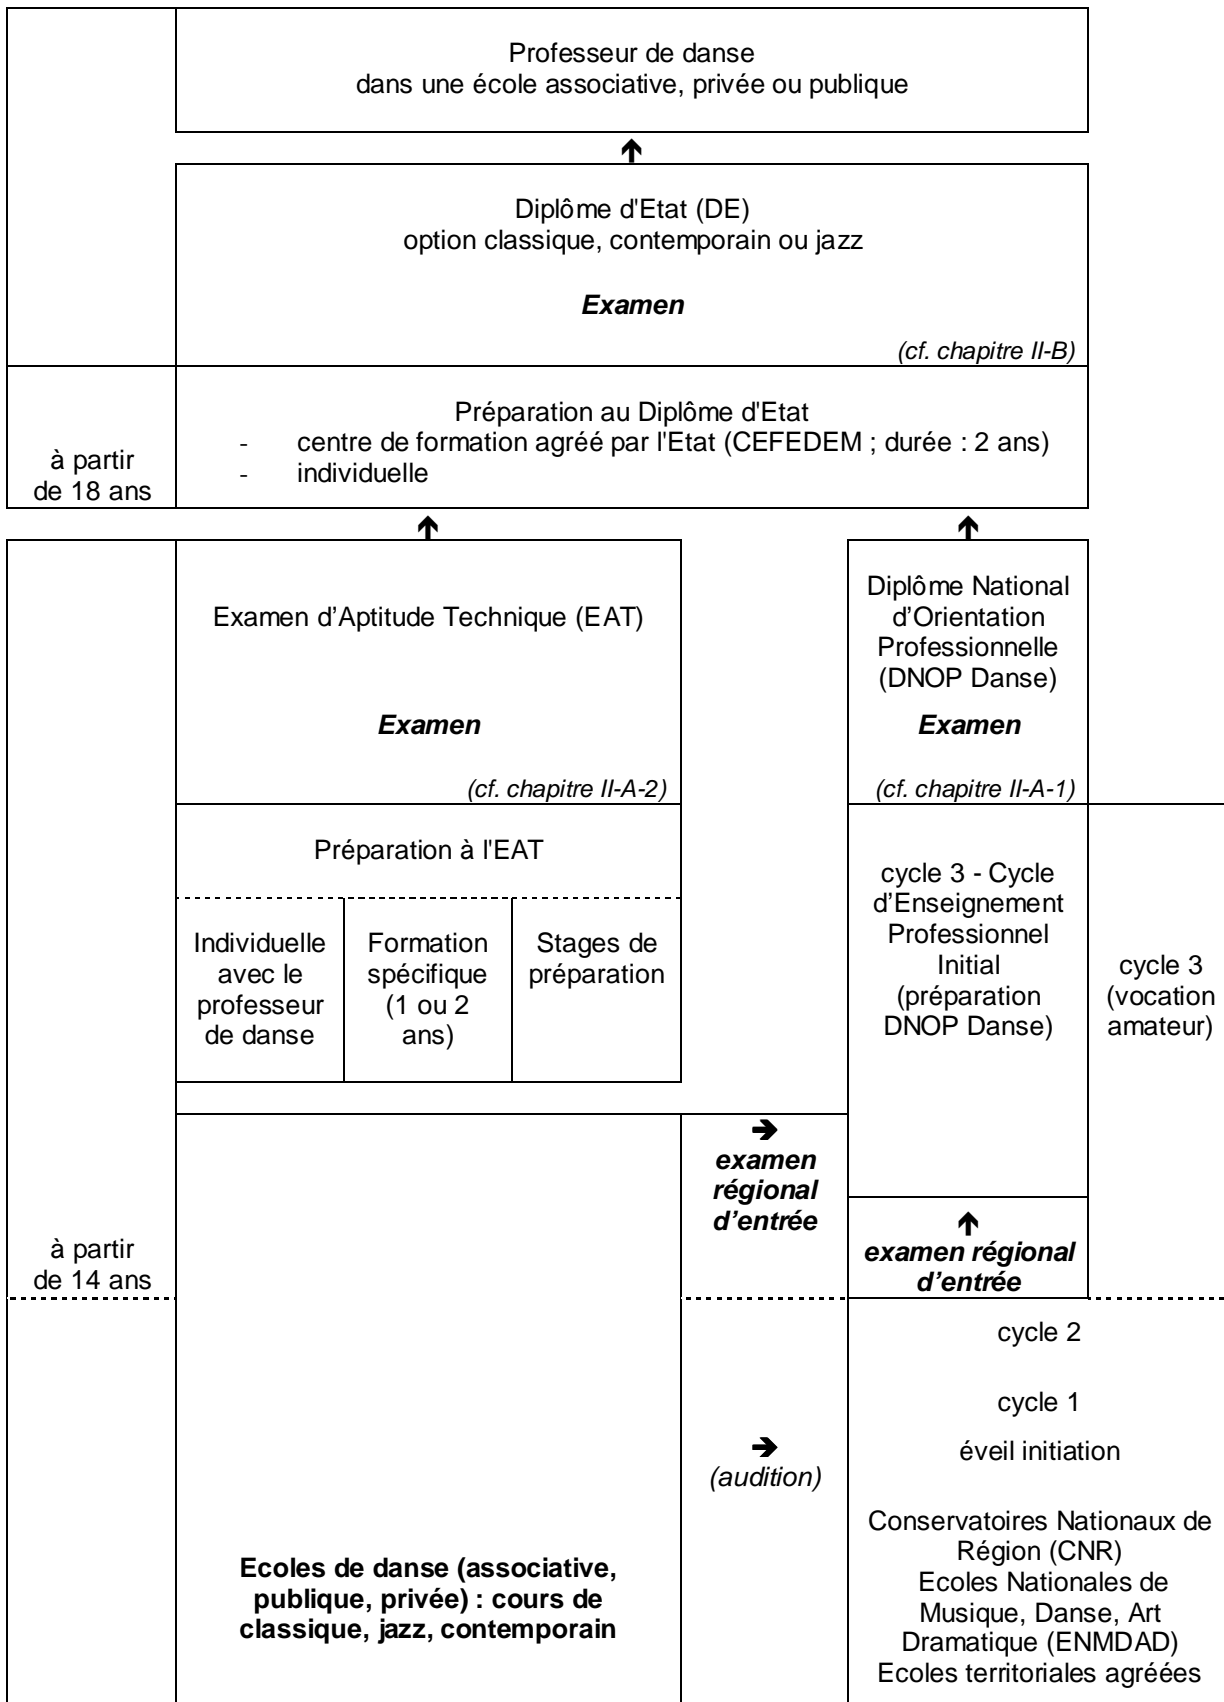 Professeur de danse
dans une école associative, privée ou publique
🡹
Diplôme d'Etat (DE)
option classique, contemporain ou jazz
Examen
(cf. chapitre II-B)
à partir
de 18 ans
Préparation au Diplôme d'Etat
- centre de formation agréé par l'Etat (CEFEDEM ; durée : 2 ans)
- individuelle
🡹
🡹
Examen d’Aptitude Technique (EAT)
Examen
(cf. chapitre II-A-2)
Diplôme National
d’Orientation
Professionnelle
(DNOP Danse)
Examen
(cf. chapitre II-A-1)
Préparation à l'EAT
Individuelle
avec le
professeur
de danse
Formation
spécifique
(1 ou 2
ans)
Stages de
préparation
cycle 3 - Cycle
d’Enseignement
Professionnel
Initial
(préparation
DNOP Danse)
cycle 3
(vocation
amateur)
à partir
de 14 ans
➔
examen
régional
d’entrée
🡹
examen régional
d’entrée
cycle 2
cycle 1
éveil initiation
➔
(audition)
Ecoles de danse (associative,
publique, privée) : cours de
classique, jazz, contemporain
Conservatoires Nationaux de
Région (CNR)
Ecoles Nationales de
Musique, Danse, Art
Dramatique (ENMDAD)
Ecoles territoriales agréées